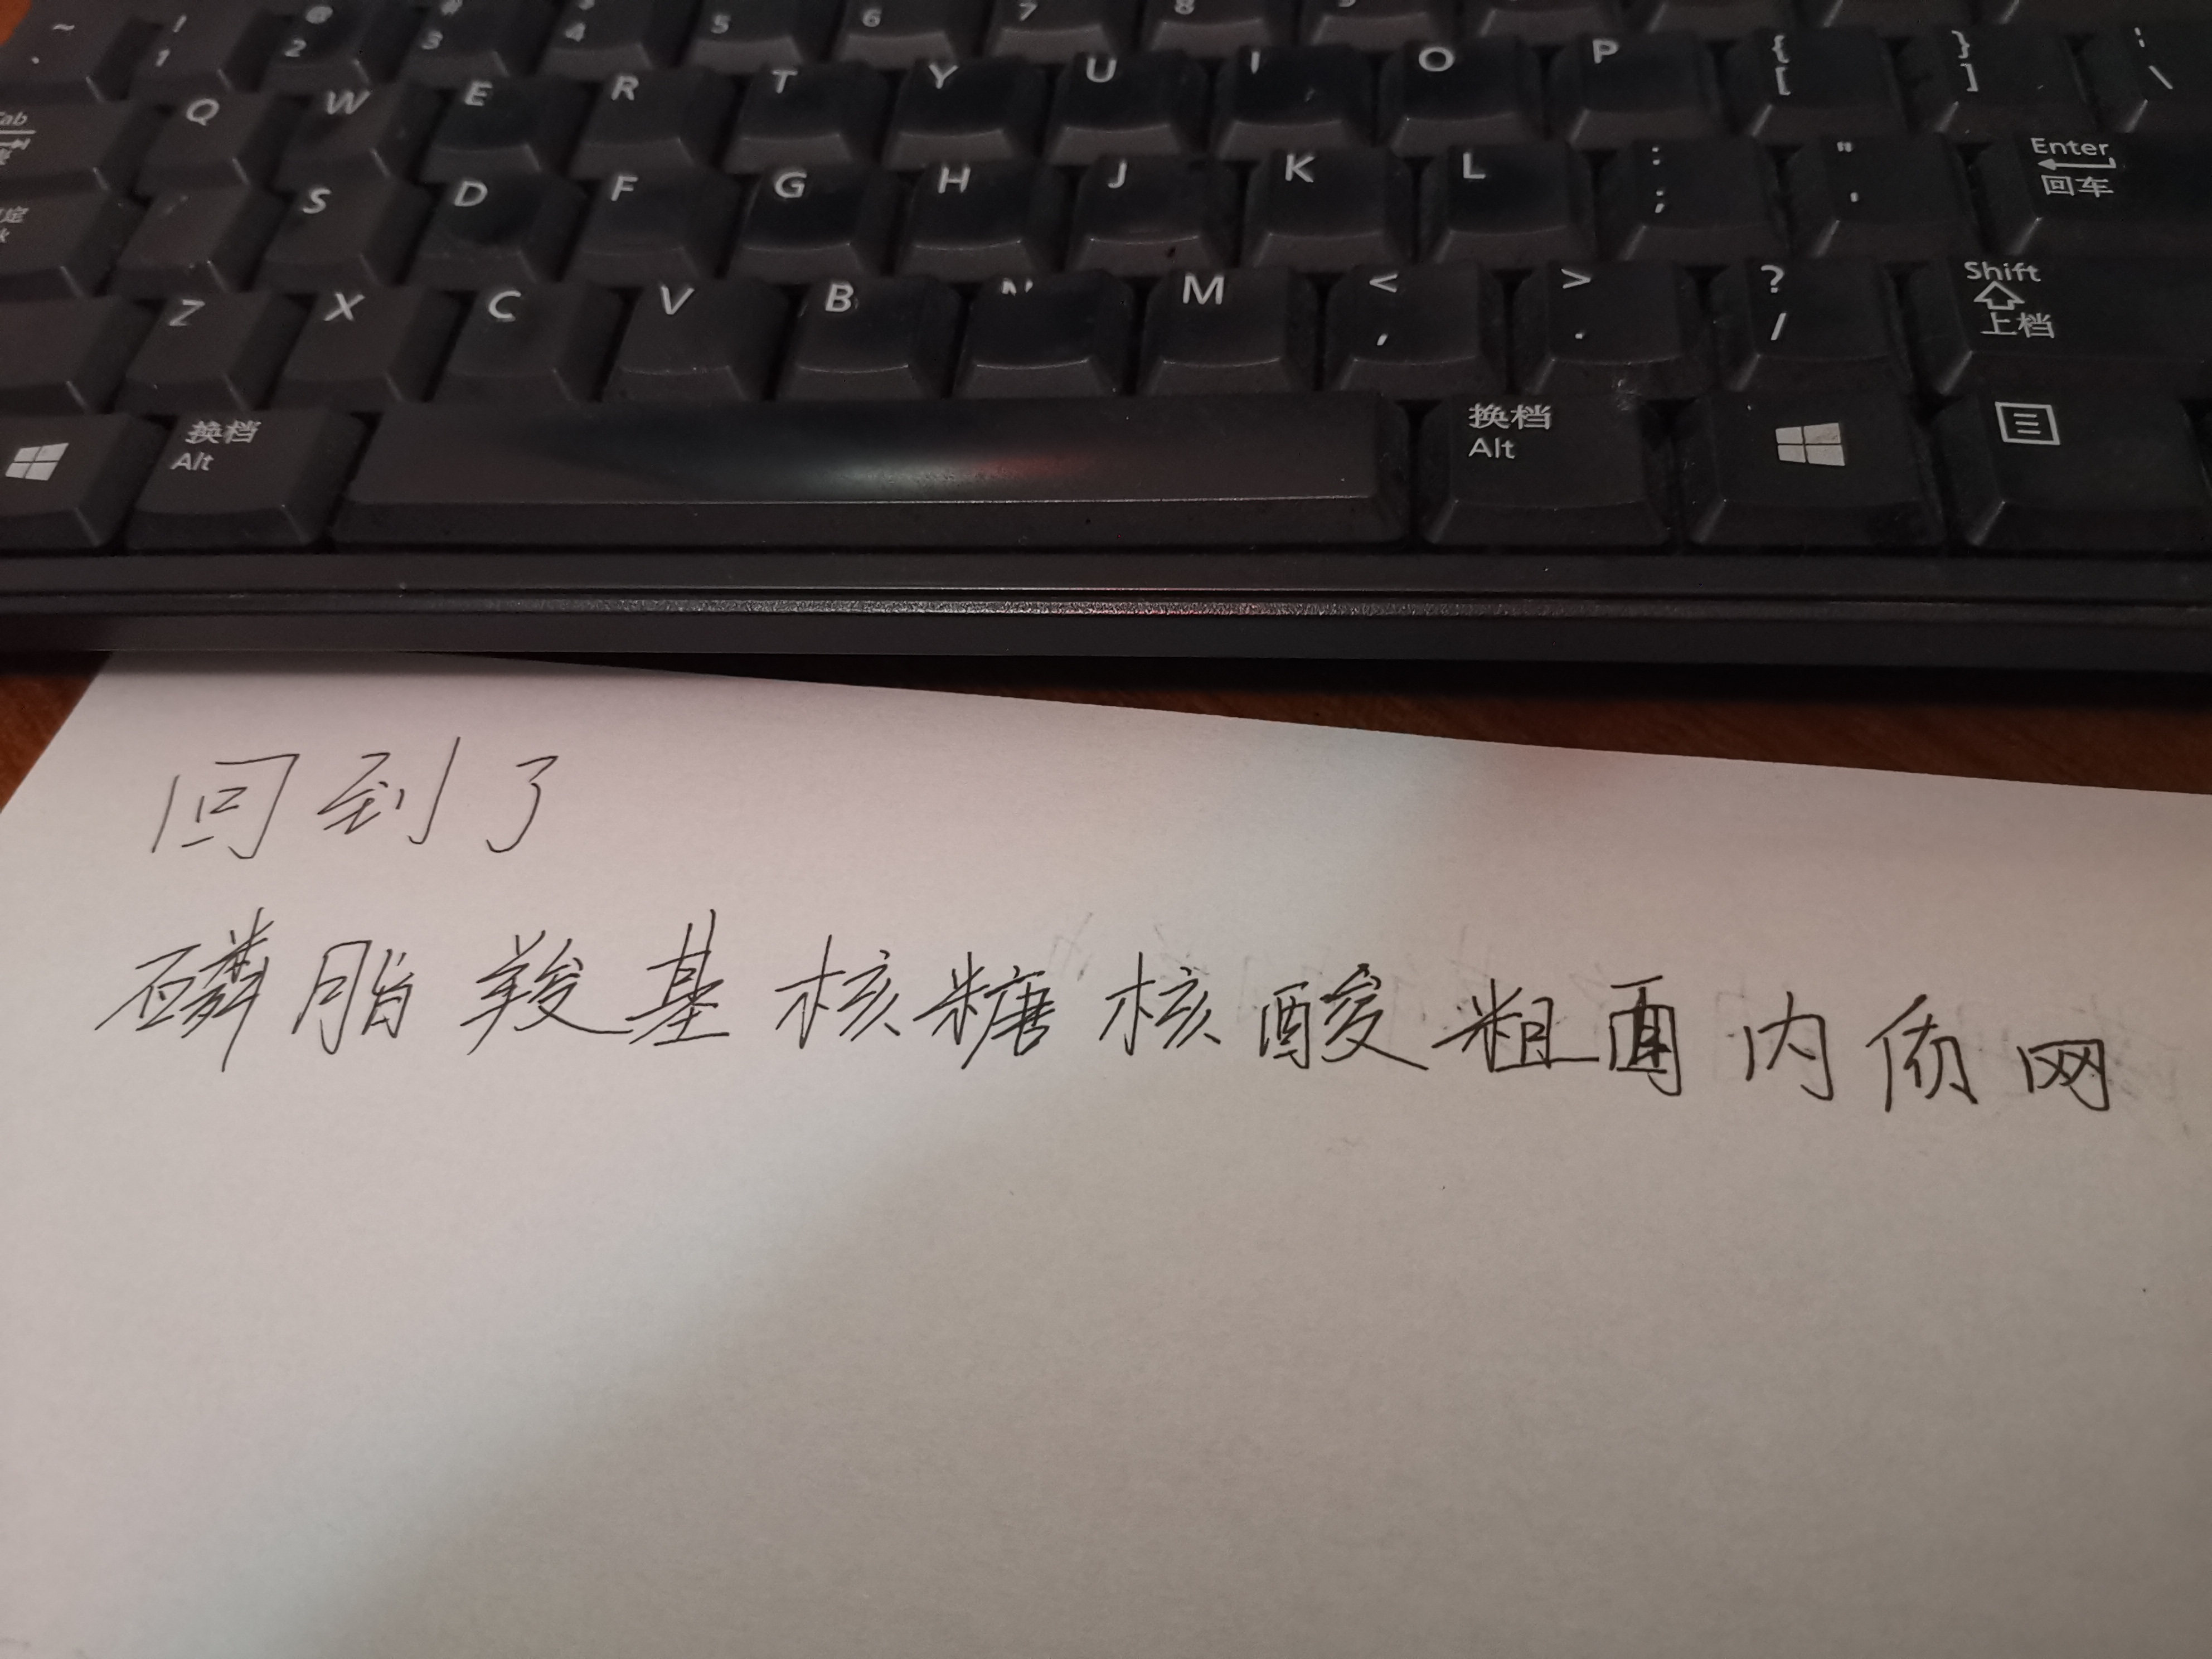 ~ ! @ # $
` 1 2 3 4 5 6 7 8
Tab Q W E R T Y U I O P { [ } ] : \
S D F G H J K L : ; " ' Enter 回车
Z X C V B N M < , > . ? / Shift 上档
换档 Alt 换档 Alt
回到了
磷脂羧基核糖核酸粗面内质网